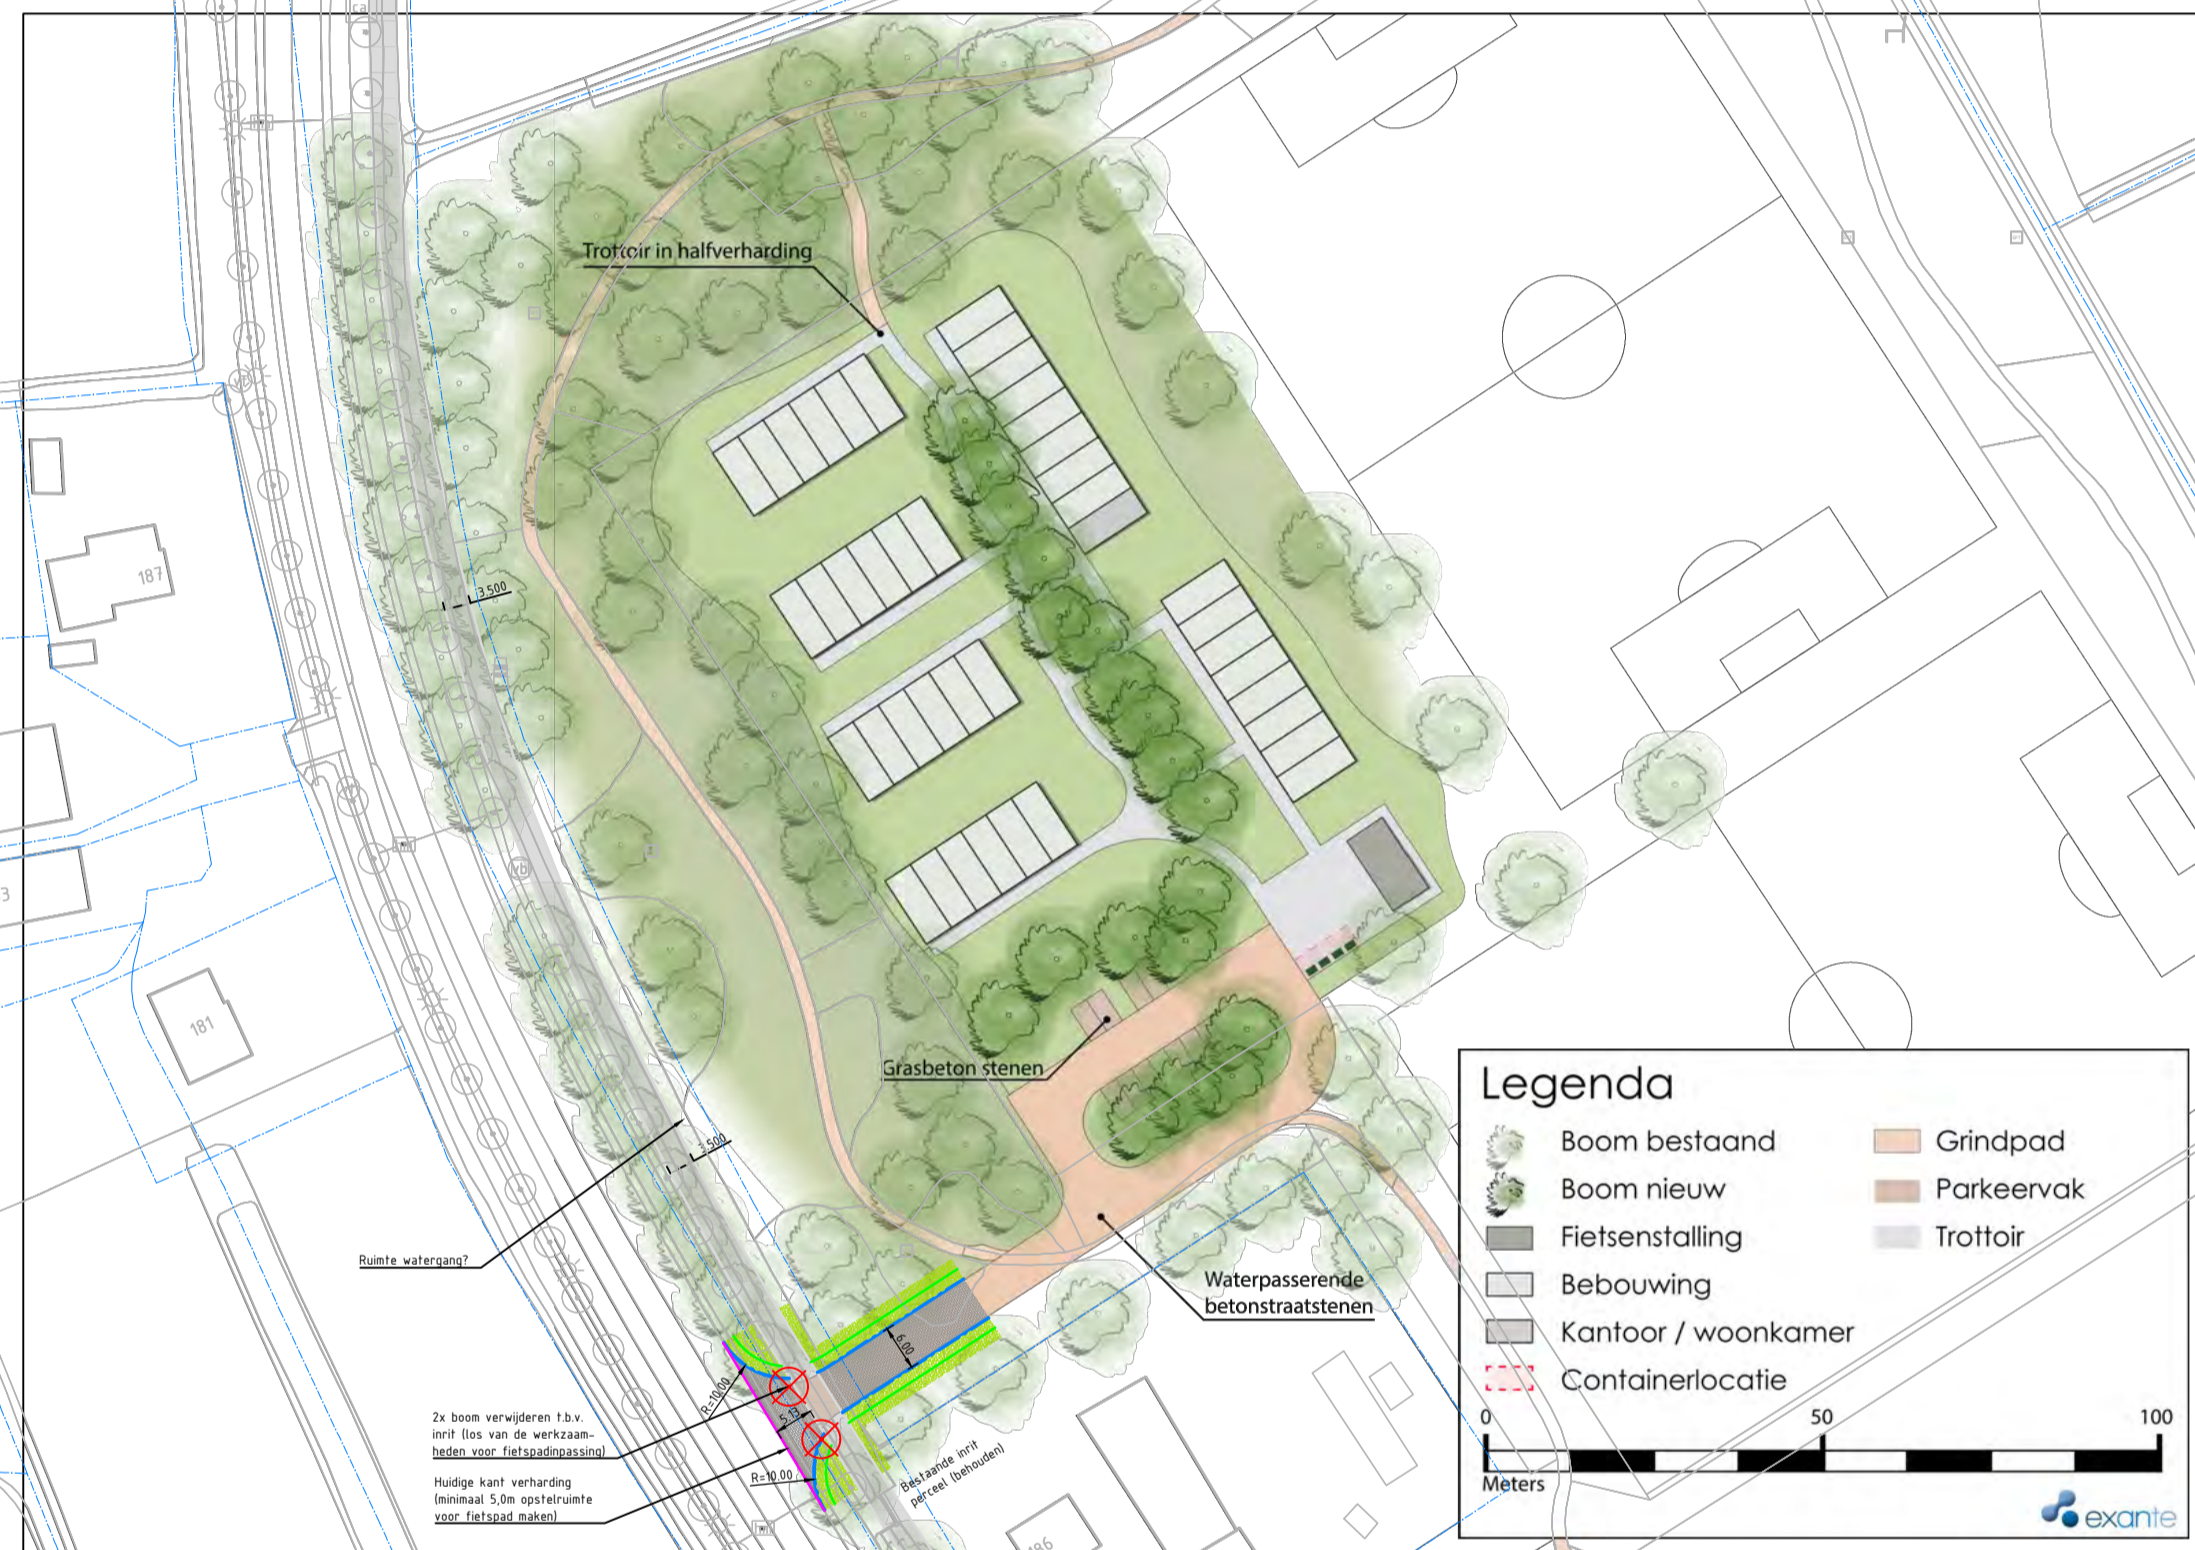 Trottoir in halfverharding
187
3.500
vb
3
181
Grasbeton stenen
3.500
Ruimte watergang?
Waterpasserende
betonstraatstenen
6.00
R=10.00
2x boom verwijderen t.b.v.
inrit (los van de werkzaam-
heden voor fietspadinpassing)
R=10.00
Huidige kant verharding
(minimaal 5,0m opstelruimte
voor fietspad maken)
Bestaande inrit
perceel (behouden)
186
Legenda
Boom bestaand
Boom nieuw
Fietsenstalling
Bebouwing
Kantoor / woonkamer
Containerlocatie
Grindpad
Parkeervak
Trottoir
0 50 100
Meters
exante